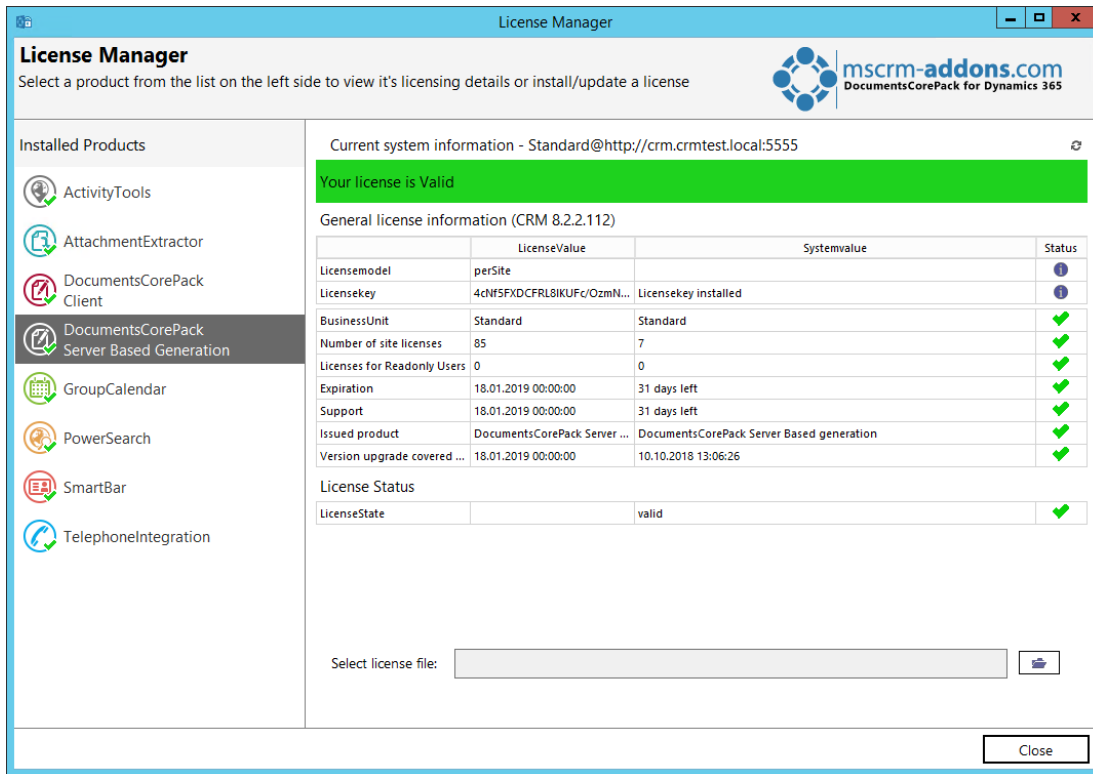 License Manager
License Manager
Select a product from the list on the left side to view it's licensing details or install/update a license
mscrm-addons.com
DocumentsCorePack for Dynamics 365
Installed Products
ActivityTools
AttachmentExtractor
DocumentsCorePack
Client
DocumentsCorePack
Server Based Generation
GroupCalendar
PowerSearch
SmartBar
TelephoneIntegration
Current system information - Standard@http://crm.crmtest.local:5555
Your license is Valid
General license information (CRM 8.2.2.112)
LicenseValue Systemvalue Status
Licensemodel perSite
Licensekey 4cNf5FXDCFRL8IKUFc/OzmN... Licensekey installed
BusinessUnit Standard Standard
Number of site licenses 85 7
Licenses for Readonly Users 0 0
Expiration 18.01.2019 00:00:00 31 days left
Support 18.01.2019 00:00:00 31 days left
Issued product DocumentsCorePack Server ... DocumentsCorePack Server Based generation
Version upgrade covered ... 18.01.2019 00:00:00 10.10.2018 13:06:26
License Status
LicenseState valid
Select license file:
Close